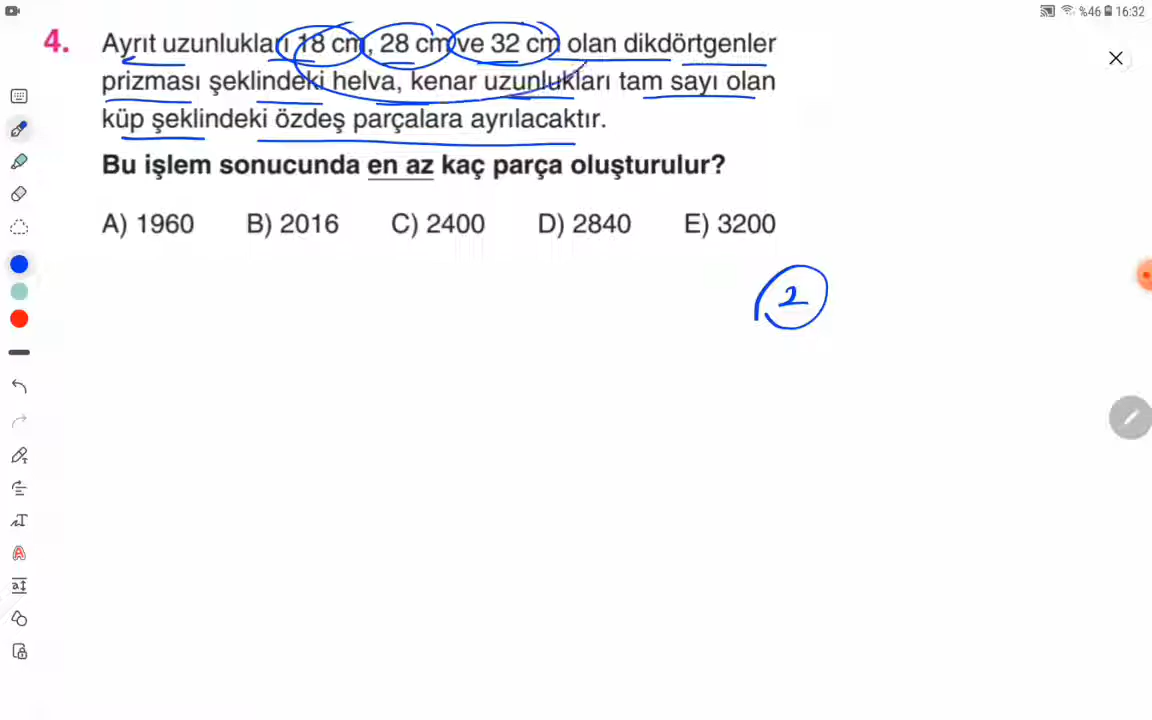 %46 16:32
4. Ayrıt uzunlukları 18 cm, 28 cm ve 32 cm olan dikdörtgenler
prizması şeklindeki helva, kenar uzunlukları tam sayı olan
küp şeklindeki özdeş parçalara ayrılacaktır.
Bu işlem sonucunda en az kaç parça oluşturulur?
A) 1960 B) 2016 C) 2400 D) 2840 E) 3200
2